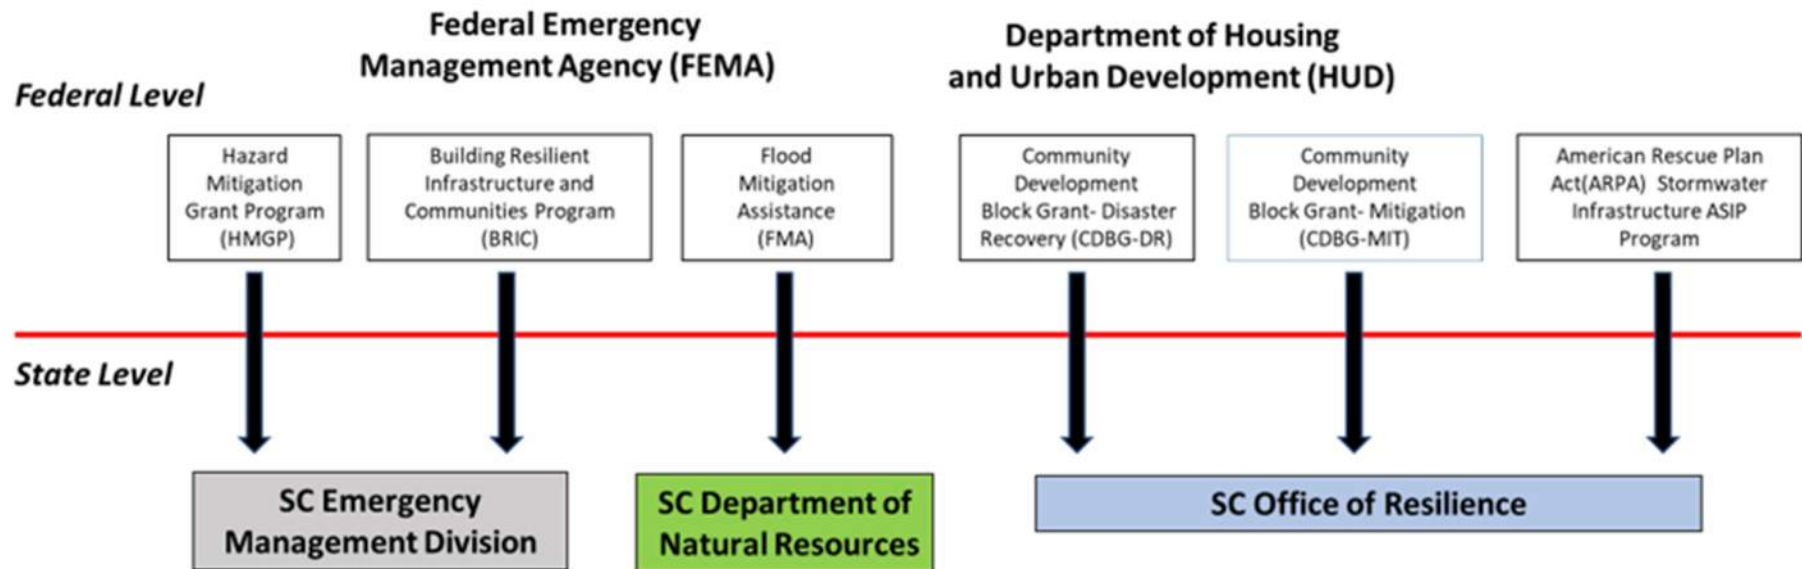 Federal Emergency
Management Agency (FEMA)
Department of Housing
and Urban Development (HUD)
Federal Level
Hazard
Mitigation
Grant Program
(HMGP)
Building Resilient
Infrastructure and
Communities Program
(BRIC)
Flood
Mitigation
Assistance
(FMA)
Community
Development
Block Grant- Disaster
Recovery (CDBG-DR)
Community
Development
Block Grant- Mitigation
(CDBG-MIT)
American Rescue Plan
Act(ARPA) Stormwater
Infrastructure ASIP
Program
State Level
SC Emergency
Management Division
SC Department of
Natural Resources
SC Office of Resilience